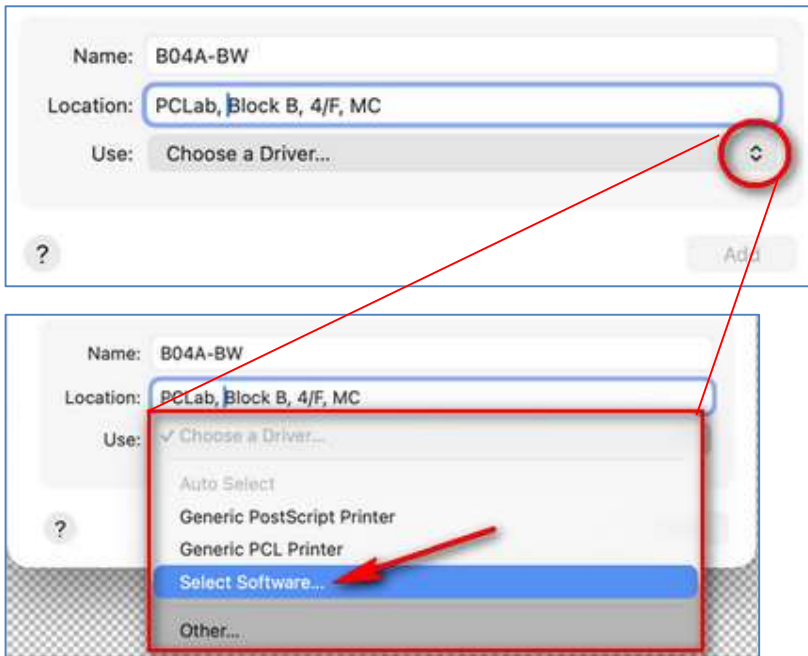 Name: B04A-BW
Location: PCLab, Block B, 4/F, MC
Use: Choose a Driver...
? Add
Name: B04A-BW
Location: PCLab, Block B, 4/F, MC
Use: ✓ Choose a Driver...
Auto Select
Generic PostScript Printer
? Generic PCL Printer
Select Software...
Other...